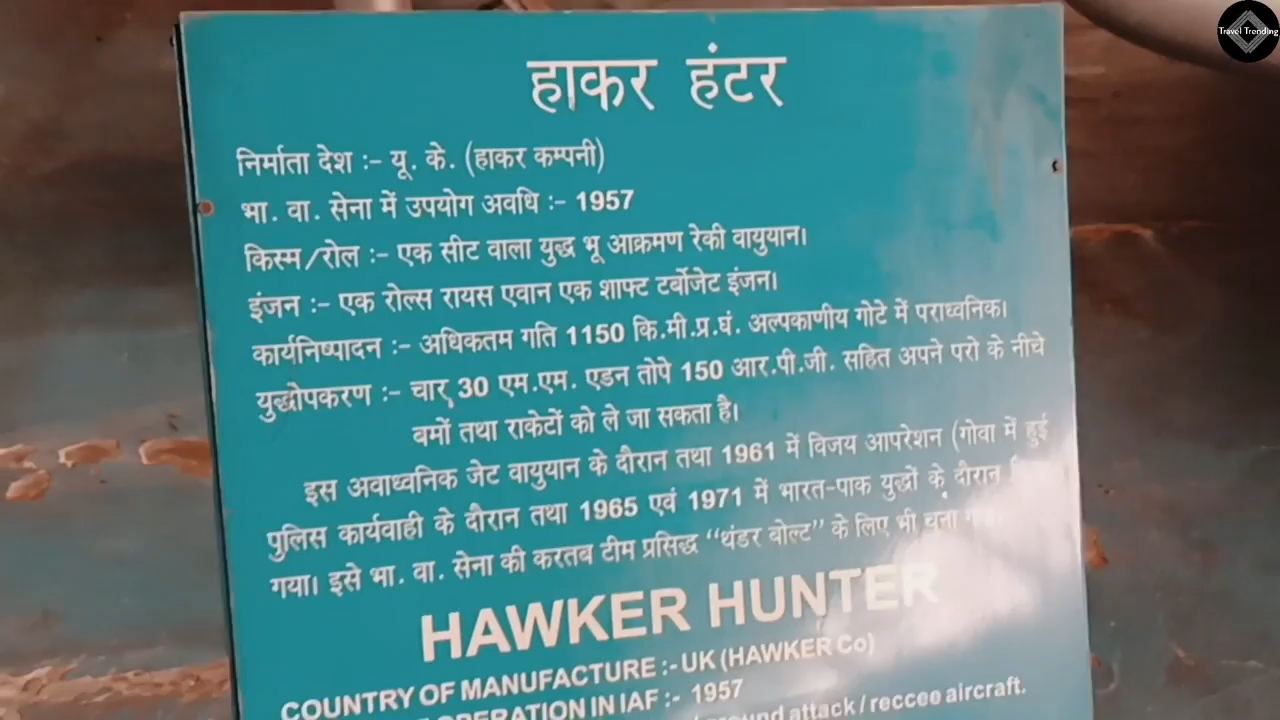 Travel Trending
हाकर हंटर
निर्माता देश :- यू. के. (हाकर कम्पनी)
भा. वा. सेना में उपयोग अवधि :- 1957
किस्म/रोल :- एक सीट वाला युद्ध भू आक्रमण रेकी वायुयान।
इंजन :- एक रोल्स रायस एवान एक शाफ्ट टर्बोजेट इंजन।
कार्यनिष्पादन :- अधिकतम गति 1150 कि.मी.प्र.घं. अल्पकाणीय गोटे में पराध्वनिक।
युद्धोपकरण :- चार 30 एम.एम. एडन तोपे 150 आर.पी.जी. सहित अपने परो के नीचे
बमों तथा राकेटों को ले जा सकता है।
इस अवाध्वनिक जेट वायुयान के दौरान तथा 1961 में विजय आपरेशन (गोवा में हुई
पुलिस कार्यवाही के दौरान तथा 1965 एवं 1971 में भारत-पाक युद्धों के दौरान
गया। इसे भा. वा. सेना की करतब टीम प्रसिद्ध “थंडर बोल्ट” के लिए भी
HAWKER HUNTER
COUNTRY OF MANUFACTURE :- UK (HAWKER Co)
OPERATION IN IAF :- 1957
attack / reccee aircraft.